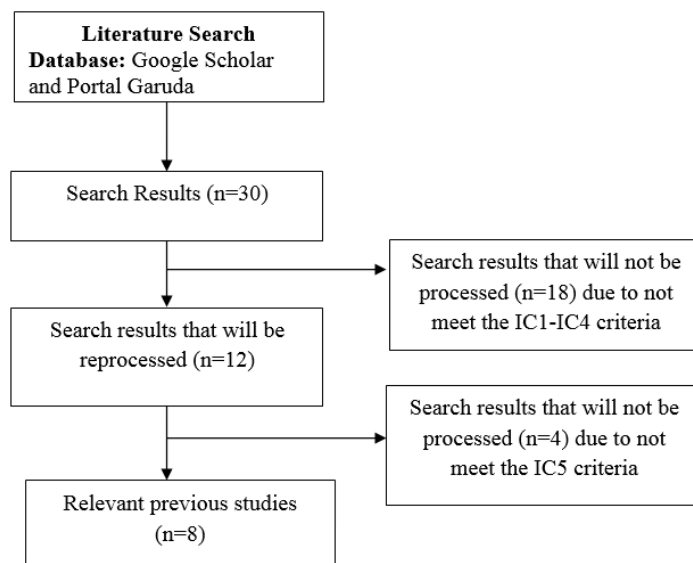 Literature Search
Database: Google Scholar
and Portal Garuda
Search Results (n=30)
Search results that will not be
processed (n=18) due to not
meet the IC1-IC4 criteria
Search results that will be
reprocessed (n=12)
Search results that will not be
processed (n=4) due to not
meet the IC5 criteria
Relevant previous studies
(n=8)